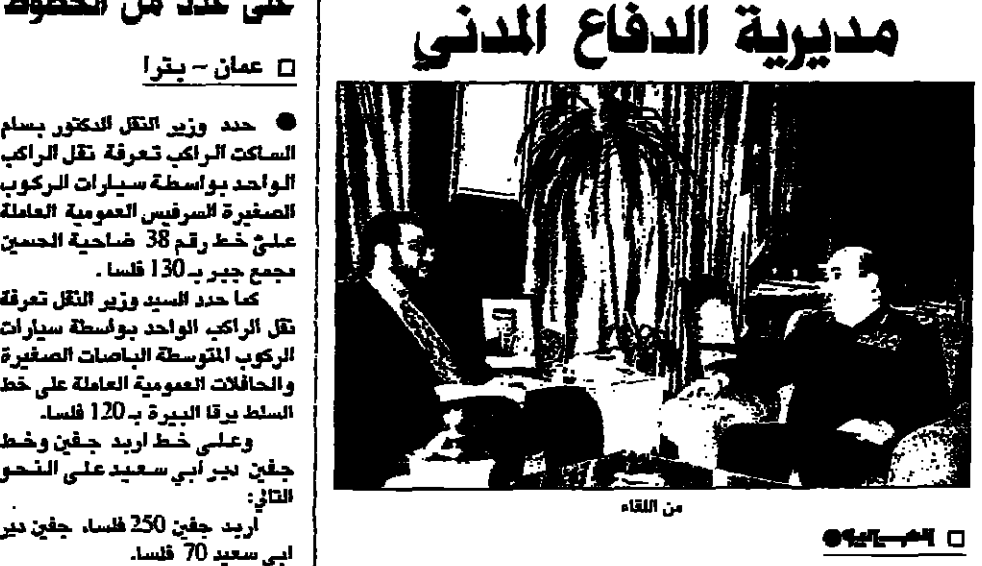 مديرية الدفاع المدني
من اللقاء
على عدد من الخطوط
عمان - بترا
حدد وزير النقل الدكتور بسام
الساكت الراكب تعرفة نقل الراكب
الواحد بواسطة سيارات الركوب
الصغيرة السرفيس العمومية العاملة
على خط رقم 38 ضاحية الحسين
مجمع جبر بـ 130 فلسا .
كما حدد السيد وزير النقل تعرفة
نقل الراكب الواحد بواسطة سيارات
الركوب المتوسطة الباصات الصغيرة
والحافلات العمومية العاملة على خط
السلط يرقا البيرة بـ 120 فلسا.
وعلى خط اربد جفين وخط
جفين دير ابي سعيد على النحو
التالي:
اربد جفين 250 فلسا، جفين دير
ابي سعيد 70 فلسا.